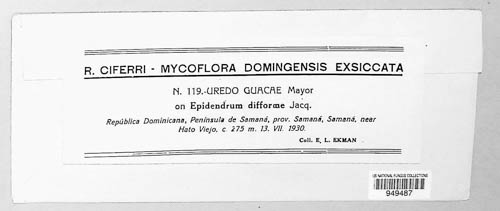 R. CIFERRI - MYCOFLORA DOMINGENSIS EXSICCATA
N. 119.-UREDO GUACAE Mayor
on Epidendrum difforme Jacq.
República Dominicana, Península de Samaná, prov. Samaná, Samaná, near
Hato Viejo, c 275 m. 13. VII. 1930.
Coll. E. L. EKMAN
US NATIONAL FUNGUS COLLECTIONS
949487